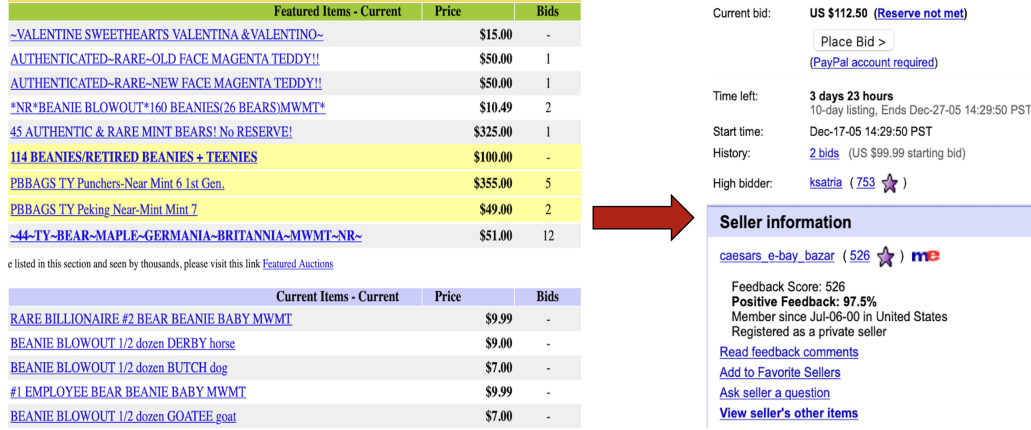 Featured Items - Current Price Bids
~VALENTINE SWEETHEARTS VALENTINA &VALENTINO~ $15.00 -
AUTHENTICATED~RARE~OLD FACE MAGENTA TEDDY!! $50.00 1
AUTHENTICATED~RARE~NEW FACE MAGENTA TEDDY!! $50.00 1
*NR*BEANIE BLOWOUT*160 BEANIES(26 BEARS)MWMT* $10.49 2
45 AUTHENTIC & RARE MINT BEARS! No RESERVE! $325.00 1
114 BEANIES/RETIRED BEANIES + TEENIES $100.00 -
PBBAGS TY Punchers-Near Mint 6 1st Gen. $355.00 5
PBBAGS TY Peking Near-Mint Mint 7 $49.00 2
~44~TY~BEAR~MAPLE~GERMANIA~BRITANNIA~MWMT~NR~ $51.00 12
e listed in this section and seen by thousands, please visit this link Featured Auctions
Current Items - Current Price Bids
RARE BILLIONAIRE #2 BEAR BEANIE BABY MWMT $9.99 -
BEANIE BLOWOUT 1/2 dozen DERBY horse $9.00 -
BEANIE BLOWOUT 1/2 dozen BUTCH dog $7.00 -
#1 EMPLOYEE BEAR BEANIE BABY MWMT $9.99 -
BEANIE BLOWOUT 1/2 dozen GOATEE goat $7.00 -
Current bid: US $112.50 (Reserve not met)
Place Bid >
(PayPal account required)
Time left: 3 days 23 hours
10-day listing, Ends Dec-27-05 14:29:50 PST
Start time: Dec-17-05 14:29:50 PST
History: 2 bids (US $99.99 starting bid)
High bidder: ksatria ( 753 )
Seller information
caesars_e-bay_bazar ( 526 ) me
Feedback Score: 526
Positive Feedback: 97.5%
Member since Jul-06-00 in United States
Registered as a private seller
Read feedback comments
Add to Favorite Sellers
Ask seller a question
View seller's other items